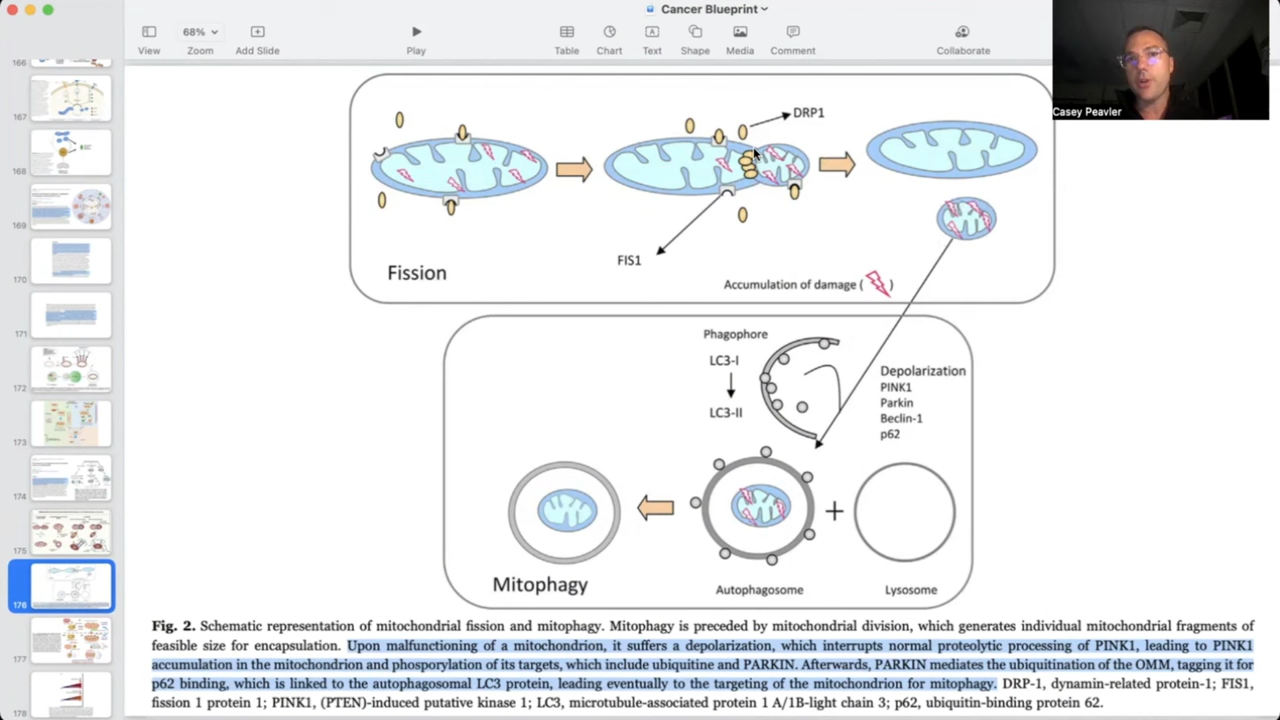 Cancer Blueprint
68%
View
Zoom
Add Slide
Play
Table
Chart
Text
Shape
Media
Comment
Collaborate
Casey Peavler
166
167
168
169
170
171
172
173
174
175
176
177
178
DRP1
FIS1
Fission
Accumulation of damage ( )
Phagophore
LC3-I
LC3-II
Depolarization
PINK1
Parkin
Beclin-1
p62
+
Mitophagy
Autophagosome
Lysosome
Fig. 2. Schematic representation of mitochondrial fission and mitophagy. Mitophagy is preceded by mitochondrial division, which generates individual mitochondrial fragments of
feasible size for encapsulation. Upon malfunctioning of a mitochondrion, it suffers a depolarization, which interrupts normal proteolytic processing of PINK1, leading to PINK1
accumulation in the mitochondrion and phosporylation of its targets, which include ubiquitine and PARKIN. Afterwards, PARKIN mediates the ubiquitination of the OMM, tagging it for
p62 binding, which is linked to the autophagosomal LC3 protein, leading eventually to the targeting of the mitochondrion for mitophagy. DRP-1, dynamin-related protein-1; FIS1,
fission 1 protein 1; PINK1, (PTEN)-induced putative kinase 1; LC3, microtubule-associated protein 1 A/1B-light chain 3; p62, ubiquitin-binding protein 62.